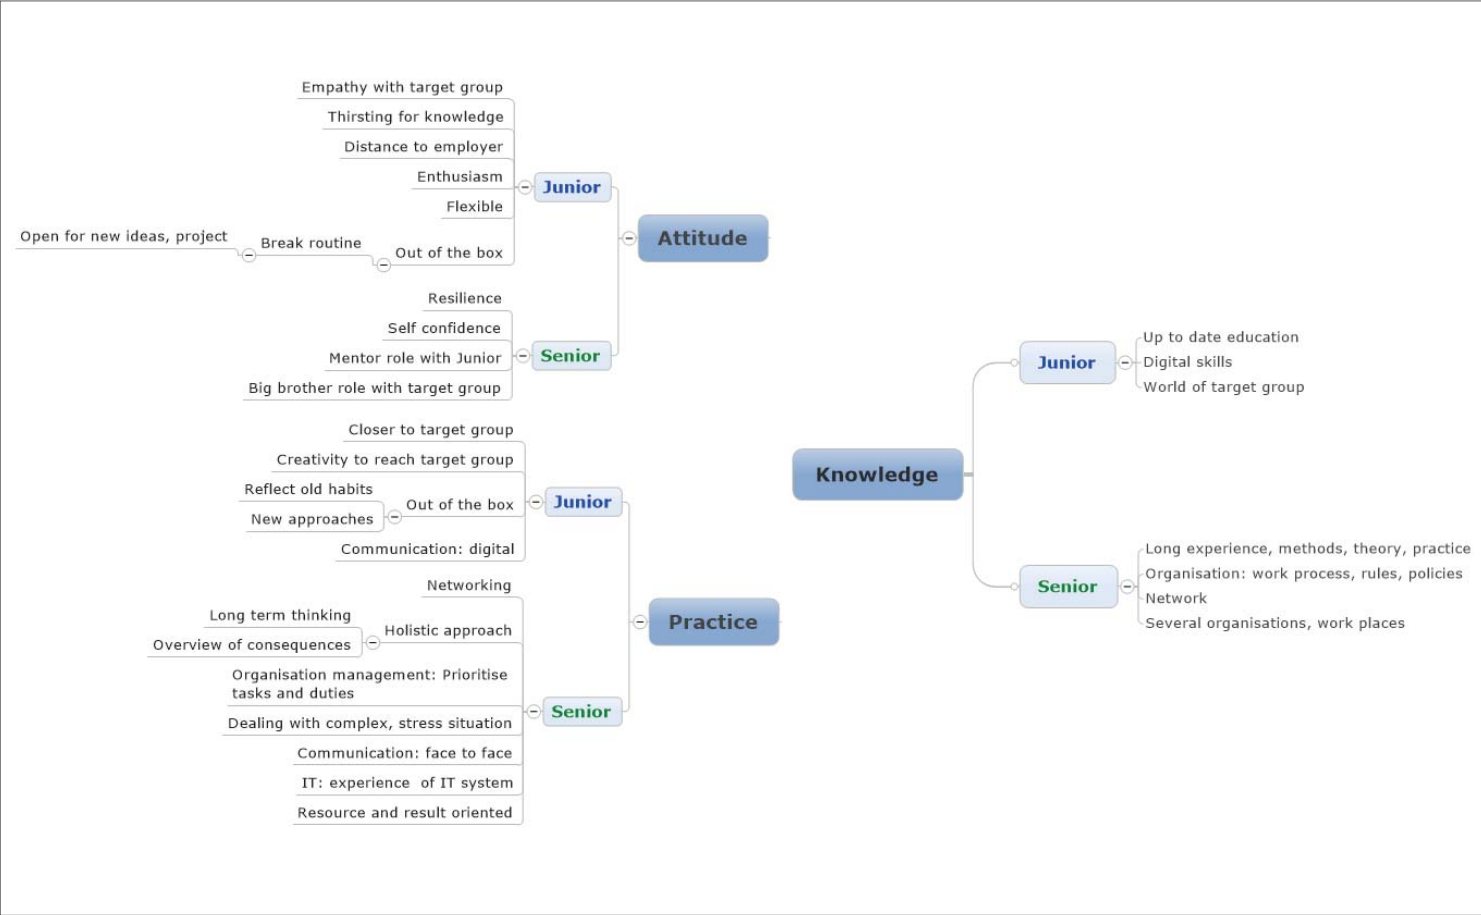 Empathy with target group
Thirsting for knowledge
Distance to employer
Enthusiasm
Flexible
Open for new ideas, project
Break routine
Out of the box
Junior
Attitude
Resilience
Self confidence
Mentor role with Junior
Big brother role with target group
Senior
Closer to target group
Creativity to reach target group
Reflect old habits
New approaches
Out of the box
Communication: digital
Junior
Practice
Networking
Long term thinking
Overview of consequences
Holistic approach
Organisation management: Prioritise
tasks and duties
Dealing with complex, stress situation
Communication: face to face
IT: experience  of IT system
Resource and result oriented
Senior
Knowledge
Junior
Up to date education
Digital skills
World of target group
Senior
Long experience, methods, theory, practice
Organisation: work process, rules, policies
Network
Several organisations, work places